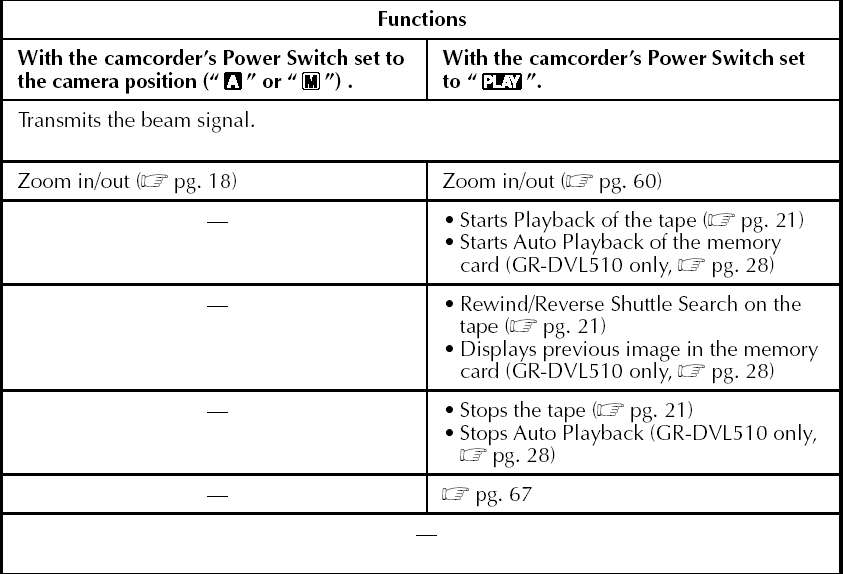 Functions
With the camcorder's Power Switch set to
the camera position (“ A ” or “ M ”) .
With the camcorder's Power Switch set
to “ PLAY ”.
Transmits the beam signal.
Zoom in/out (☞ pg. 18)
Zoom in/out (☞ pg. 60)
—
• Starts Playback of the tape (☞ pg. 21)
• Starts Auto Playback of the memory
card (GR-DVL510 only, ☞ pg. 28)
—
• Rewind/Reverse Shuttle Search on the
tape (☞ pg. 21)
• Displays previous image in the memory
card (GR-DVL510 only, ☞ pg. 28)
—
• Stops the tape (☞ pg. 21)
• Stops Auto Playback (GR-DVL510 only,
☞ pg. 28)
—
☞ pg. 67
—